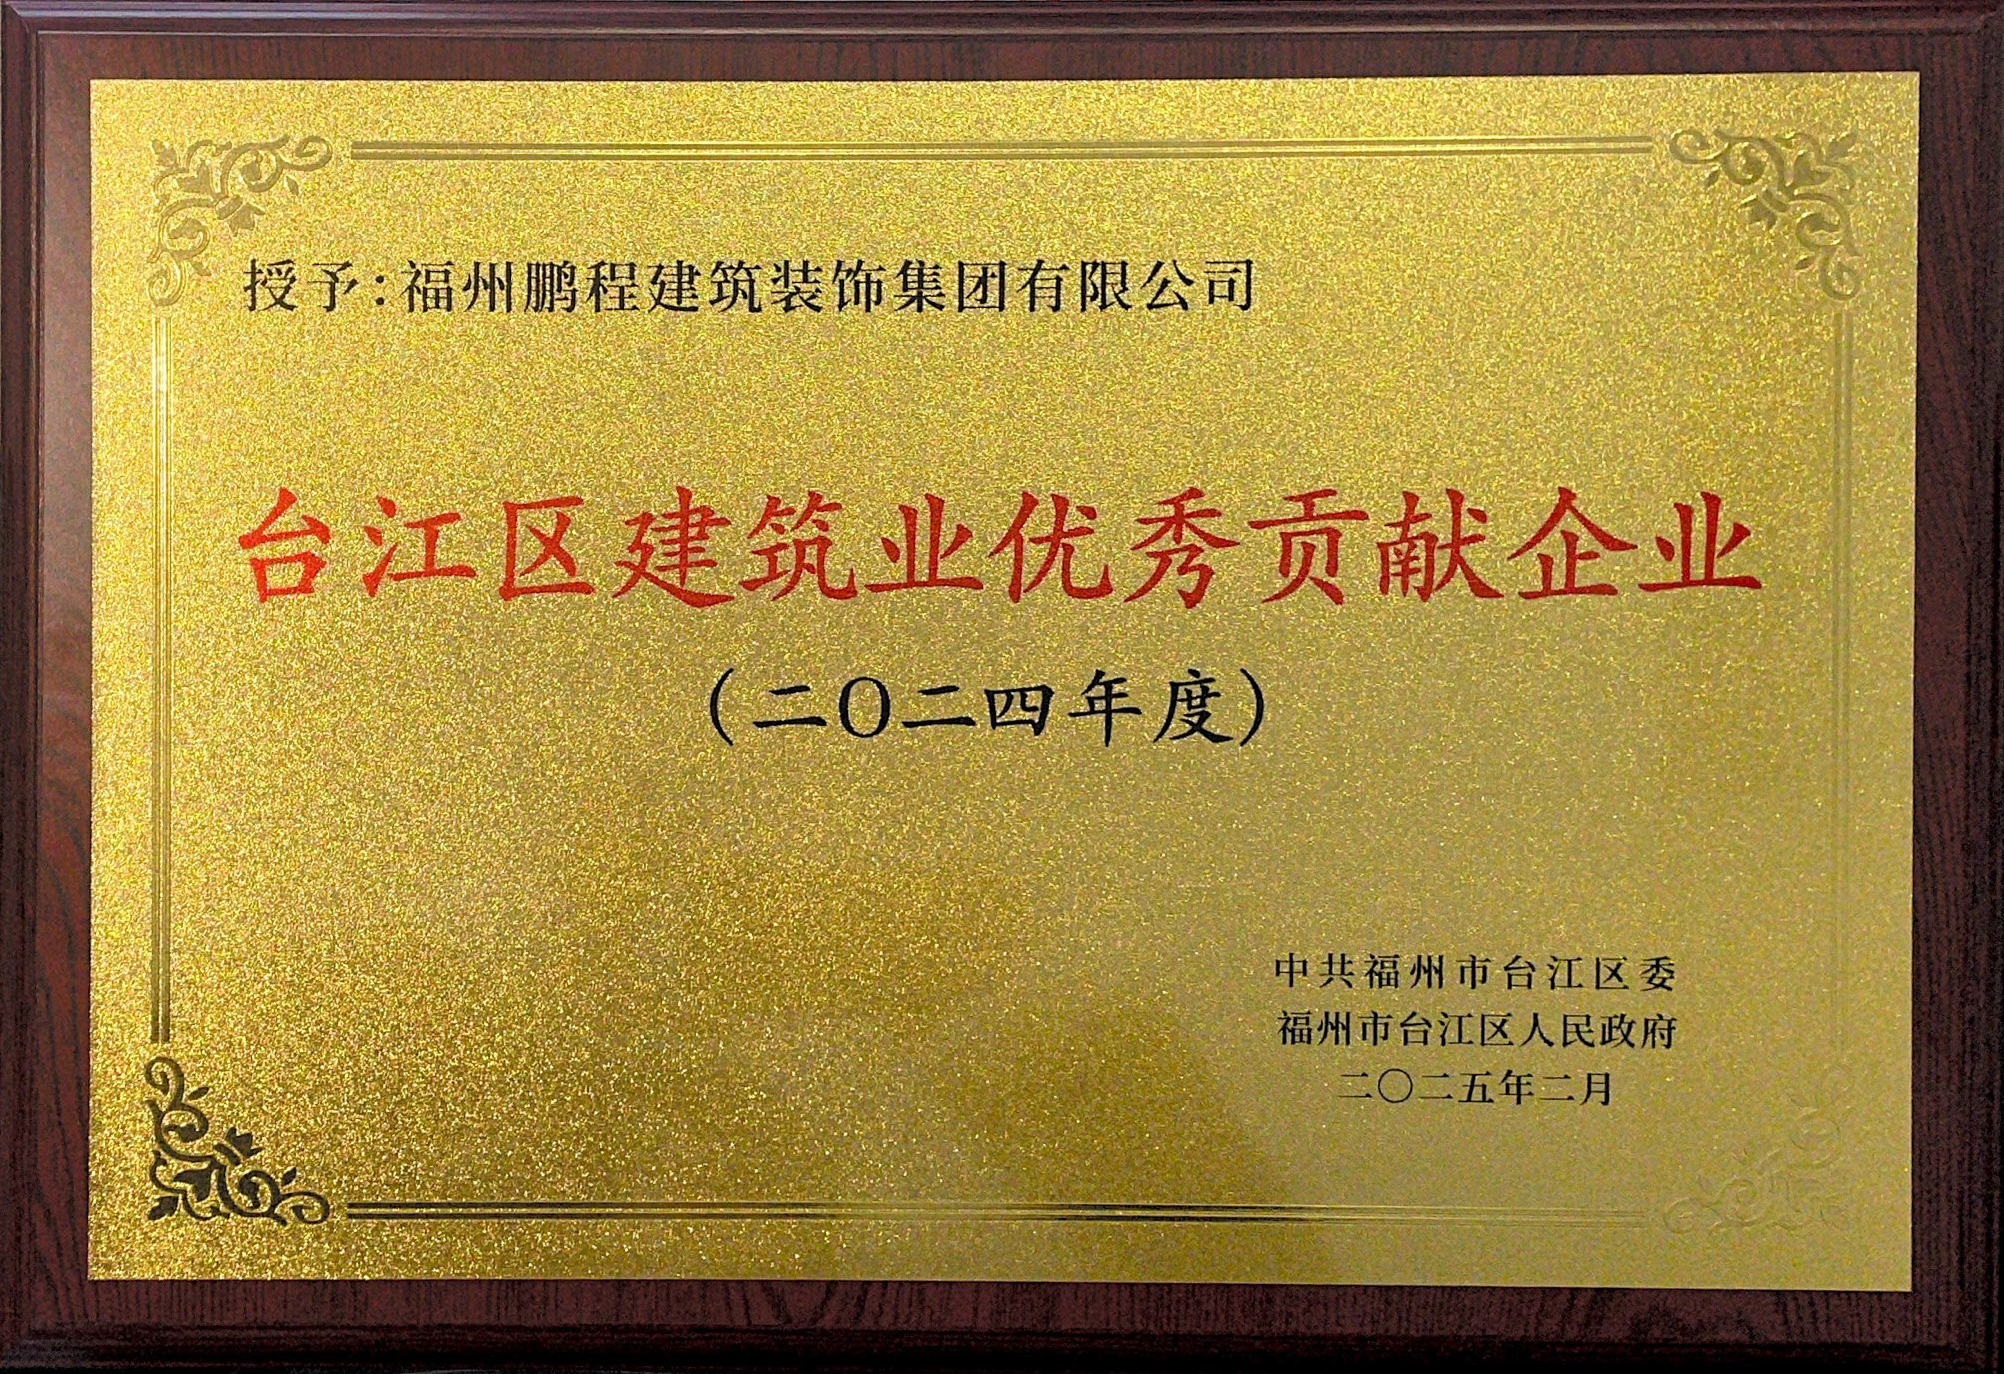 授予:福州鹏程建筑装饰集团有限公司
台江区建筑业优秀贡献企业
(二〇二四年度)
中共福州市台江区委
福州市台江区人民政府
二〇二五年二月